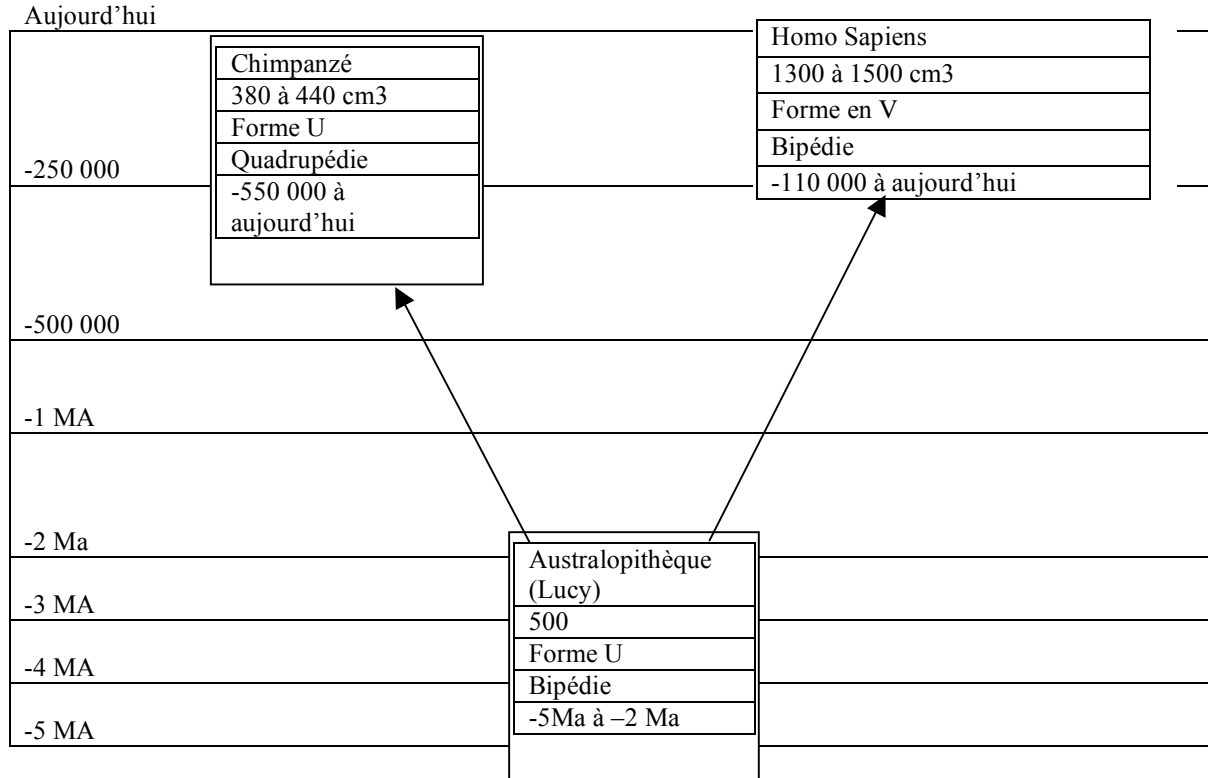 Aujourd’hui
Chimpanzé
380 à 440 cm3
Forme U
Quadrupédie
-550 000 à
aujourd’hui
Homo Sapiens
1300 à 1500 cm3
Forme en V
Bipédie
-110 000 à aujourd’hui
-250 000
-500 000
-1 MA
-2 Ma
-3 MA
-4 MA
-5 MA
Australopithèque
(Lucy)
500
Forme U
Bipédie
-5Ma à –2 Ma